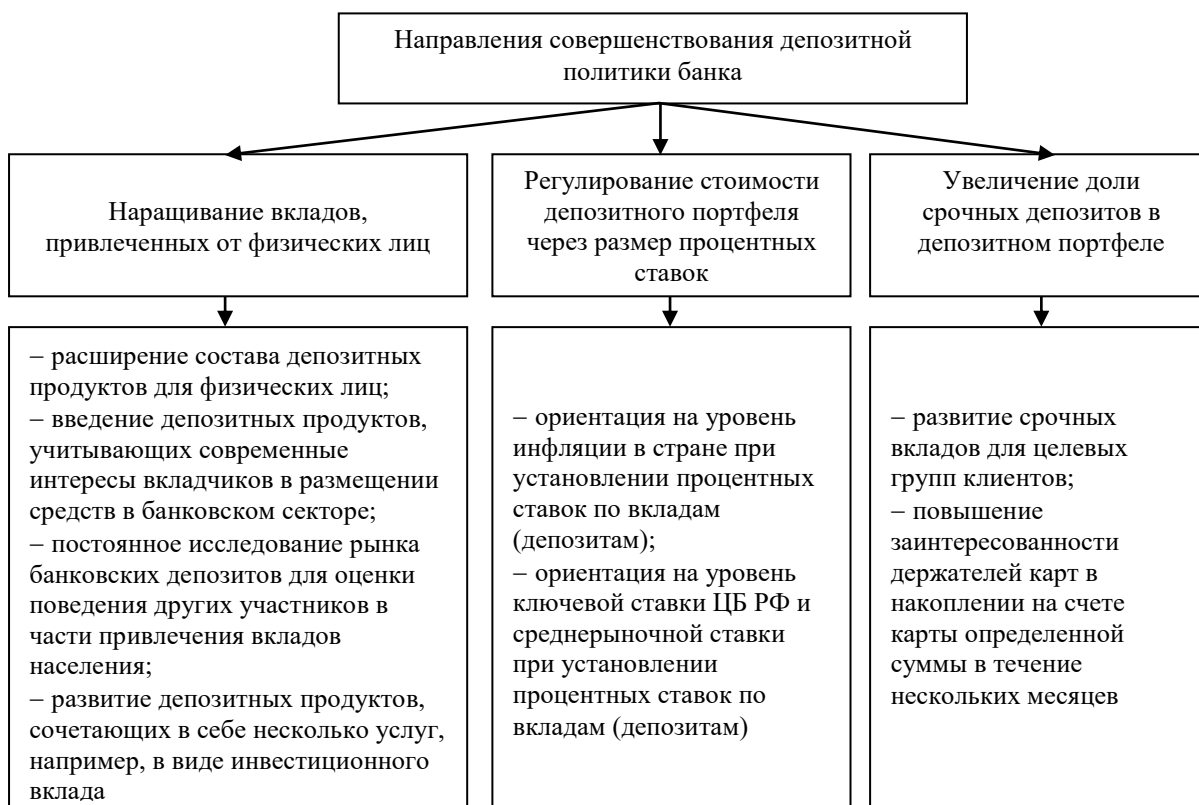 Направления совершенствования депозитной
политики банка
Наращивание вкладов,
привлеченных от физических лиц
Регулирование стоимости
депозитного портфеля
через размер процентных
ставок
Увеличение доли
срочных депозитов в
депозитном портфеле
– расширение состава депозитных
продуктов для физических лиц;
– введение депозитных продуктов,
учитывающих современные
интересы вкладчиков в размещении
средств в банковском секторе;
– постоянное исследование рынка
банковских депозитов для оценки
поведения других участников в
части привлечения вкладов
населения;
– развитие депозитных продуктов,
сочетающих в себе несколько услуг,
например, в виде инвестиционного
вклада
– ориентация на уровень
инфляции в стране при
установлении процентных
ставок по вкладам
(депозитам);
– ориентация на уровень
ключевой ставки ЦБ РФ и
среднерыночной ставки
при установлении
процентных ставок по
вкладам (депозитам)
– развитие срочных
вкладов для целевых
групп клиентов;
– повышение
заинтересованности
держателей карт в
накоплении на счете
карты определенной
суммы в течение
нескольких месяцев